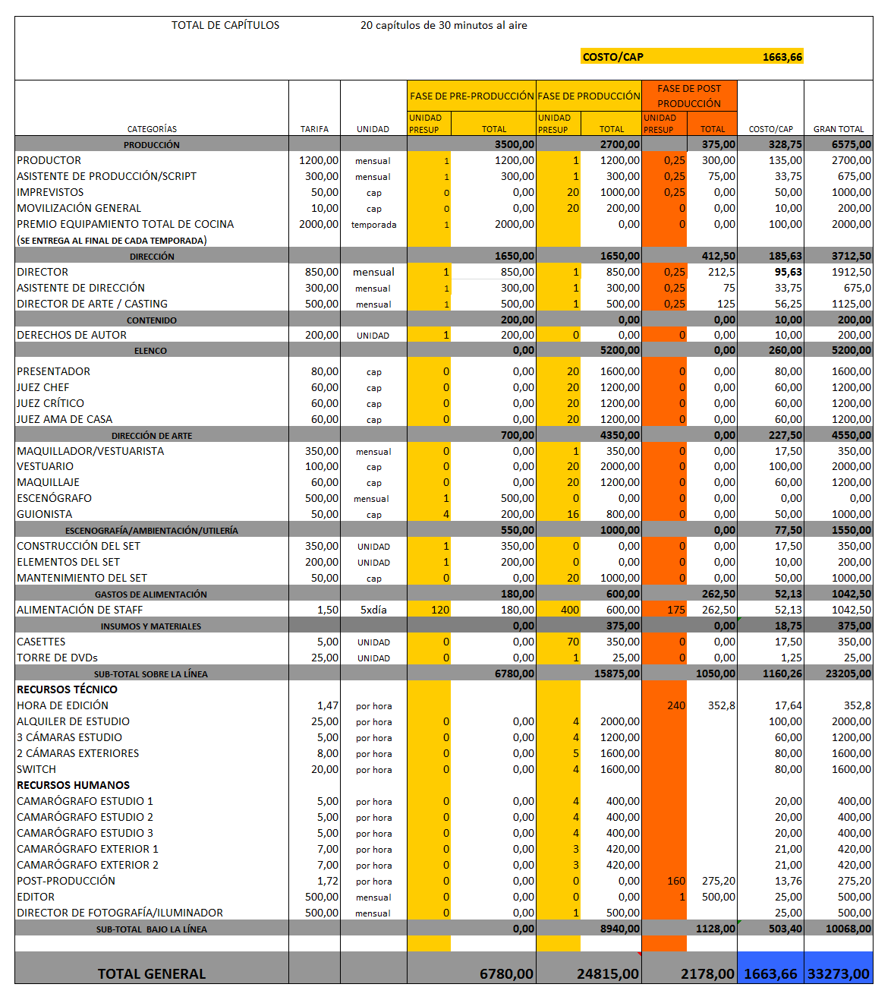 TOTAL DE CAPÍTULOS 20 capítulos de 30 minutos al aire
COSTO/CAP 1663,66
FASE DE PRE-PRODUCCIÓN FASE DE PRODUCCIÓN FASE DE POST PRODUCCIÓN
CATEGORÍAS TARIFA UNIDAD UNIDAD PRESUP TOTAL UNIDAD PRESUP TOTAL UNIDAD PRESUP TOTAL COSTO/CAP GRAN TOTAL
PRODUCCIÓN 3500,00 2700,00 375,00 328,75 6575,00
PRODUCTOR 1200,00 mensual 1 1200,00 1 1200,00 0,25 300,00 135,00 2700,00
ASISTENTE DE PRODUCCIÓN/SCRIPT 300,00 mensual 1 300,00 1 300,00 0,25 75,00 33,75 675,00
IMPREVISTOS 50,00 cap 0 0,00 20 1000,00 0,25 0,00 50,00 1000,00
MOVILIZACIÓN GENERAL 10,00 cap 0 0,00 20 200,00 0 0,00 10,00 200,00
PREMIO EQUIPAMIENTO TOTAL DE COCINA 2000,00 temporada 1 2000,00 0,00 0 0,00 100,00 2000,00
(SE ENTREGA AL FINAL DE CADA TEMPORADA)
DIRECCIÓN 1650,00 1650,00 412,50 185,63 3712,50
DIRECTOR 850,00 mensual 1 850,00 1 850,00 0,25 212,5 95,63 1912,50
ASISTENTE DE DIRECCIÓN 300,00 mensual 1 300,00 1 300,00 0,25 75 33,75 675,0
DIRECTOR DE ARTE / CASTING 500,00 mensual 1 500,00 1 500,00 0,25 125 56,25 1125,00
CONTENIDO 200,00 0,00 0,00 10,00 200,00
DERECHOS DE AUTOR 200,00 UNIDAD 1 200,00 0 0,00 0 0,00 10,00 200,00
ELENCO 0,00 5200,00 0,00 260,00 5200,00
PRESENTADOR 80,00 cap 0 0,00 20 1600,00 0 0,00 80,00 1600,00
JUEZ CHEF 60,00 cap 0 0,00 20 1200,00 0 0,00 60,00 1200,00
JUEZ CRÍTICO 60,00 cap 0 0,00 20 1200,00 0 0,00 60,00 1200,00
JUEZ AMA DE CASA 60,00 cap 0 0,00 20 1200,00 0 0,00 60,00 1200,00
DIRECCIÓN DE ARTE 700,00 4350,00 0,00 227,50 4550,00
MAQUILLADOR/VESTUARISTA 350,00 mensual 0 0,00 1 350,00 0 0,00 17,50 350,00
VESTUARIO 100,00 cap 0 0,00 20 2000,00 0 0,00 100,00 2000,00
MAQUILLAJE 60,00 cap 0 0,00 20 1200,00 0 0,00 60,00 1200,00
ESCENÓGRAFO 500,00 mensual 1 500,00 0 0,00 0 0,00 0,00 0,00
GUIONISTA 50,00 cap 4 200,00 16 800,00 0 0,00 50,00 1000,00
ESCENOGRAFÍA/AMBIENTACIÓN/UTILERÍA 550,00 1000,00 0,00 77,50 1550,00
CONSTRUCCIÓN DEL SET 350,00 UNIDAD 1 350,00 0 0,00 0 0,00 17,50 350,00
ELEMENTOS DEL SET 200,00 UNIDAD 1 200,00 0 0,00 0 0,00 10,00 200,00
MANTENIMIENTO DEL SET 50,00 cap 0 0,00 20 1000,00 0 0,00 50,00 1000,00
GASTOS DE ALIMENTACIÓN 180,00 600,00 262,50 52,13 1042,50
ALIMENTACIÓN DE STAFF 1,50 5xdía 120 180,00 400 600,00 175 262,50 52,13 1042,50
INSUMOS Y MATERIALES 0,00 375,00 0,00 18,75 375,00
CASETTES 5,00 UNIDAD 0 0,00 70 350,00 0 0,00 17,50 350,00
TORRE DE DVDs 25,00 UNIDAD 0 0,00 1 25,00 0 0,00 1,25 25,00
SUB-TOTAL SOBRE LA LÍNEA 6780,00 15875,00 1050,00 1160,26 23205,00
RECURSOS TÉCNICO
HORA DE EDICIÓN 1,47 por hora 240 352,8 17,64 352,8
ALQUILER DE ESTUDIO 25,00 por hora 0 0,00 4 2000,00 100,00 2000,00
3 CÁMARAS ESTUDIO 5,00 por hora 0 0,00 4 1200,00 60,00 1200,00
2 CÁMARAS EXTERIORES 8,00 por hora 0 0,00 5 1600,00 80,00 1600,00
SWITCH 20,00 por hora 0 0,00 4 1600,00 80,00 1600,00
RECURSOS HUMANOS
CAMARÓGRAFO ESTUDIO 1 5,00 por hora 0 0,00 4 400,00 20,00 400,00
CAMARÓGRAFO ESTUDIO 2 5,00 por hora 0 0,00 4 400,00 20,00 400,00
CAMARÓGRAFO ESTUDIO 3 5,00 por hora 0 0,00 4 400,00 20,00 400,00
CAMARÓGRAFO EXTERIOR 1 7,00 por hora 0 0,00 3 420,00 21,00 420,00
CAMARÓGRAFO EXTERIOR 2 7,00 por hora 0 0,00 3 420,00 21,00 420,00
POST-PRODUCCIÓN 1,72 por hora 0 0,00 0 0,00 160 275,20 13,76 275,20
EDITOR 500,00 mensual 0 0,00 0 0,00 1 500,00 25,00 500,00
DIRECTOR DE FOTOGRAFÍA/ILUMINADOR 500,00 mensual 0 0,00 1 500,00 25,00 500,00
SUB-TOTAL BAJO LA LÍNEA 0,00 8940,00 1128,00 503,40 10068,00
TOTAL GENERAL 6780,00 24815,00 2178,00 1663,66 33273,00